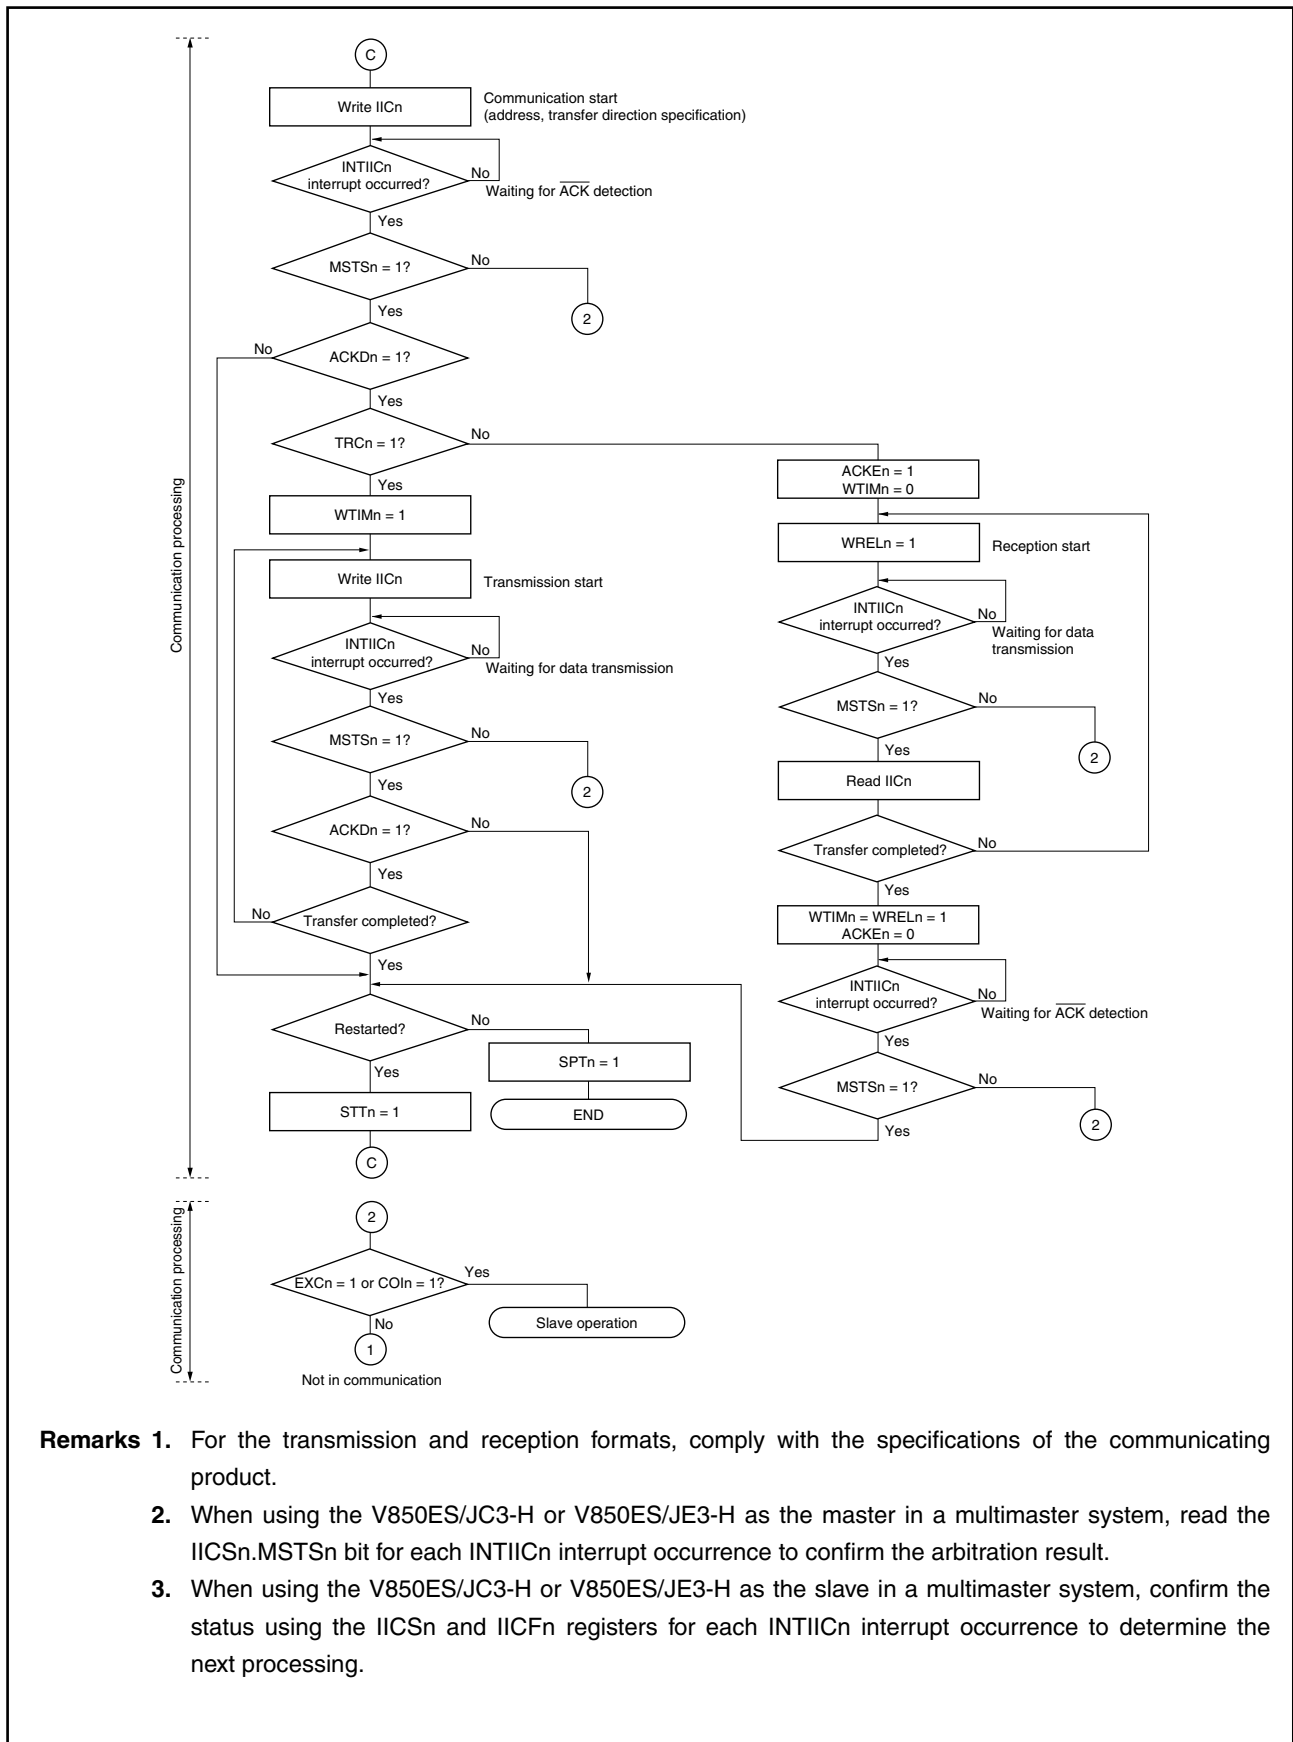 C
Write IICn
Communication start
(address, transfer direction specification)
INTIICn
interrupt occurred?
No
Waiting for ACK detection
Yes
MSTSn = 1?
No
2
Yes
ACKDn = 1?
No
Yes
TRCn = 1?
No
Yes
WTIMn = 1
Write IICn
Transmission start
INTIICn
interrupt occurred?
No
Waiting for data transmission
Yes
MSTSn = 1?
No
2
Yes
ACKDn = 1?
No
Yes
Transfer completed?
No
Yes
Restarted?
No
SPTn = 1
END
Yes
STTn = 1
C
ACKEn = 1
WTIMn = 0
WRELn = 1
Reception start
INTIICn
interrupt occurred?
No
Waiting for data
transmission
Yes
MSTSn = 1?
No
2
Yes
Read IICn
Transfer completed?
No
Yes
WTIMn = WRELn = 1
ACKEn = 0
INTIICn
interrupt occurred?
No
Waiting for ACK detection
Yes
MSTSn = 1?
No
2
Yes
Communication processing
2
EXCn = 1 or COIn = 1?
Yes
Slave operation
No
1
Not in communication
Communication processing
Remarks 1. For the transmission and reception formats, comply with the specifications of the communicating
product.
2. When using the V850ES/JC3-H or V850ES/JE3-H as the master in a multimaster system, read the
IICSn.MSTSn bit for each INTIICn interrupt occurrence to confirm the arbitration result.
3. When using the V850ES/JC3-H or V850ES/JE3-H as the slave in a multimaster system, confirm the
status using the IICSn and IICFn registers for each INTIICn interrupt occurrence to determine the
next processing.